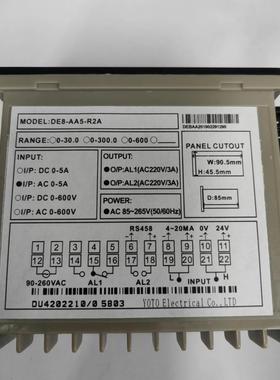 MODEL:DE8-AA5-R2A
DEBAA261902291290
RANGE: 0-30.0 0-300.0 0-600
PANEL CUTOUT
W:90.5mm
H:45.5mm
D:85mm
INPUT:
I/P: DC 0-5A
I/P: AC 0-5A
I/P: DC 0-600V
I/P: AC 0-600V
OUTPUT:
O/P:AL1(AC220V/3A)
O/P:AL2(AC220V/3A)
POWER:
AC 85~265V(50/60Hz)
RS458 4~20MA 0V 24V
1 2 3 4 5 6 7 8 9 10 11
12 13 14 15 16 17 18 19 20 21 22
90-260VAC AL1 AL2 INPUT H
DU4202210/0 5803
YOTO Electrical Co.,LTD